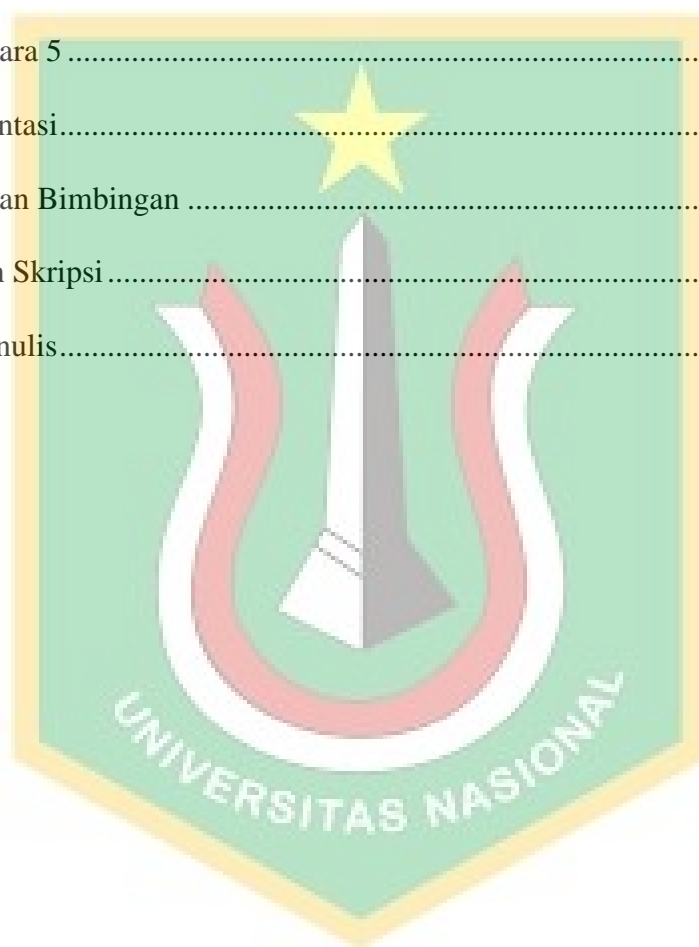 ara 5 ........................................................................
ntasi.........................................................................
an Bimbingan .........................................................
n Skripsi...................................................................
nulis.........................................................................
UNIVERSITAS NASIONAL